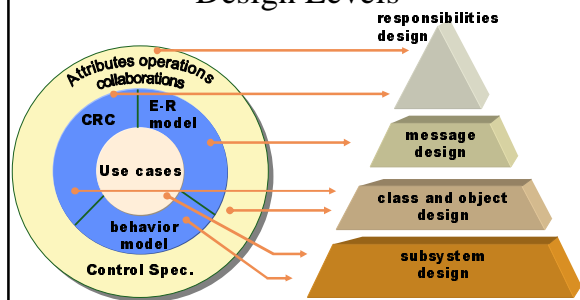 Design Levels
responsibilities
design
Attributes operations
collaborations
CRC
E-R
model
Use cases
behavior
model
Control Spec.
message
design
class and object
design
subsystem
design